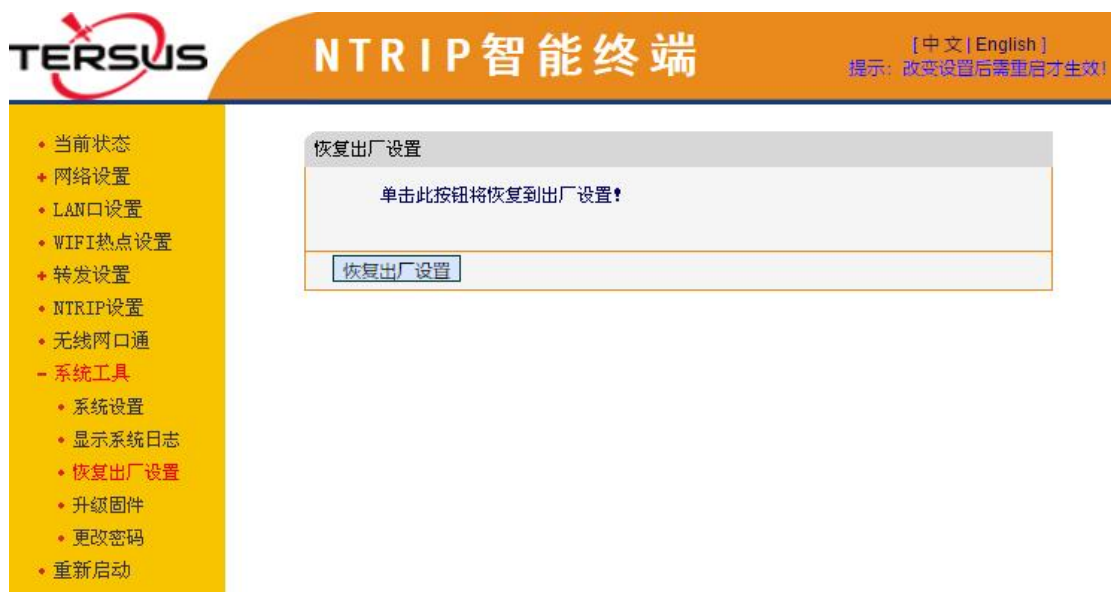 TERSUS
NTRIP智能终端
[中文|English]
提示：改变设置后需重启才生效!
当前状态
网络设置
LAN口设置
WIFI热点设置
转发设置
NTRIP设置
无线网口通
系统工具
系统设置
显示系统日志
恢复出厂设置
升级固件
更改密码
重新启动
恢复出厂设置
单击此按钮将恢复到出厂设置!
恢复出厂设置